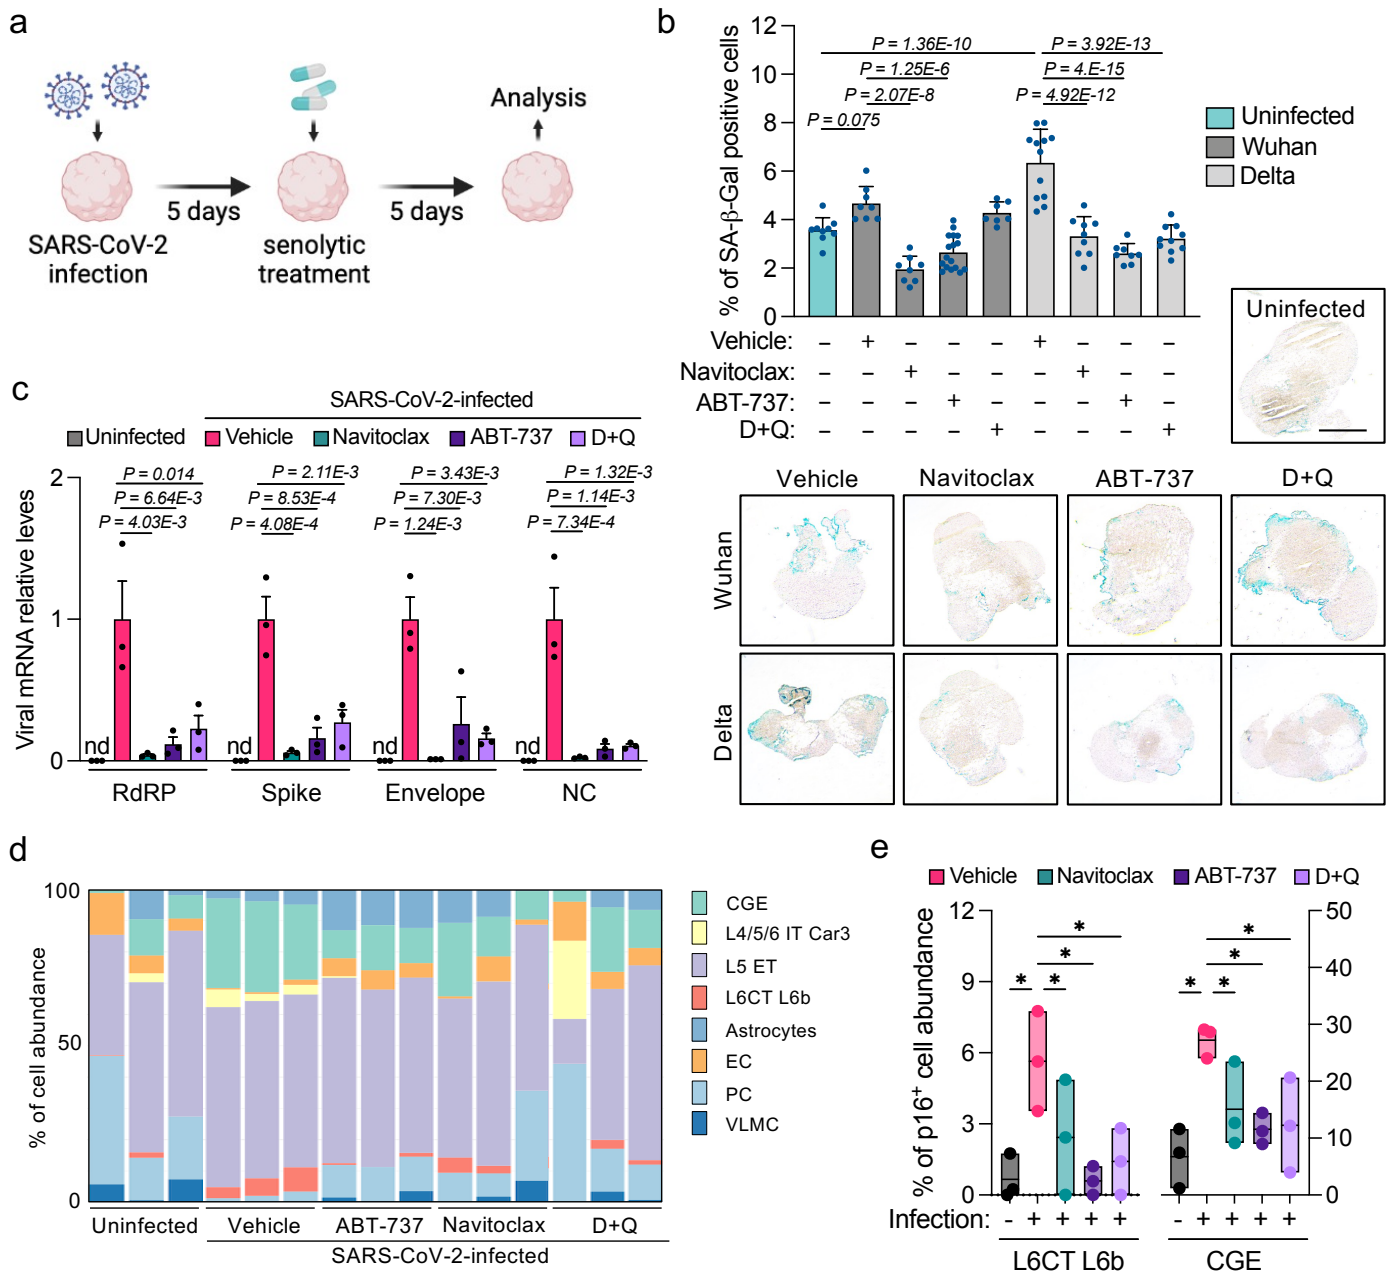 a
SARS-CoV-2
infection
5 days
senolytic
treatment
5 days
Analysis
b
% of SA-β-Gal positive cells
12
10
8
6
4
2
0
P = 1.36E-10
P = 3.92E-13
P = 1.25E-6
P = 4.E-15
P = 2.07E-8
P = 4.92E-12
P = 0.075
Uninfected
Wuhan
Delta
Vehicle: – + – – – + – – –
Navitoclax: – – + – – – + – –
ABT-737: – – – + – – – + –
D+Q: – – – – + – – – +
Uninfected
Vehicle Navitoclax ABT-737 D+Q
Wuhan
Delta
c
SARS-CoV-2-infected
Uninfected Vehicle Navitoclax ABT-737 D+Q
Viral mRNA relative leves
2
1
0
P = 0.014 P = 2.11E-3 P = 3.43E-3 P = 1.32E-3
P = 6.64E-3 P = 8.53E-4 P = 7.30E-3 P = 1.14E-3
P = 4.03E-3 P = 4.08E-4 P = 1.24E-3 P = 7.34E-4
nd nd nd nd
RdRP Spike Envelope NC
d
% of cell abundance
100
50
0
CGE
L4/5/6 IT Car3
L5 ET
L6CT L6b
Astrocytes
EC
PC
VLMC
Uninfected Vehicle ABT-737 Navitoclax D+Q
SARS-CoV-2-infected
e
Vehicle Navitoclax ABT-737 D+Q
% of p16+ cell abundance
12
9
6
3
0
50
40
30
20
10
0
* *
* *
* * * *
Infection: - + + + + - + + + +
L6CT L6b CGE